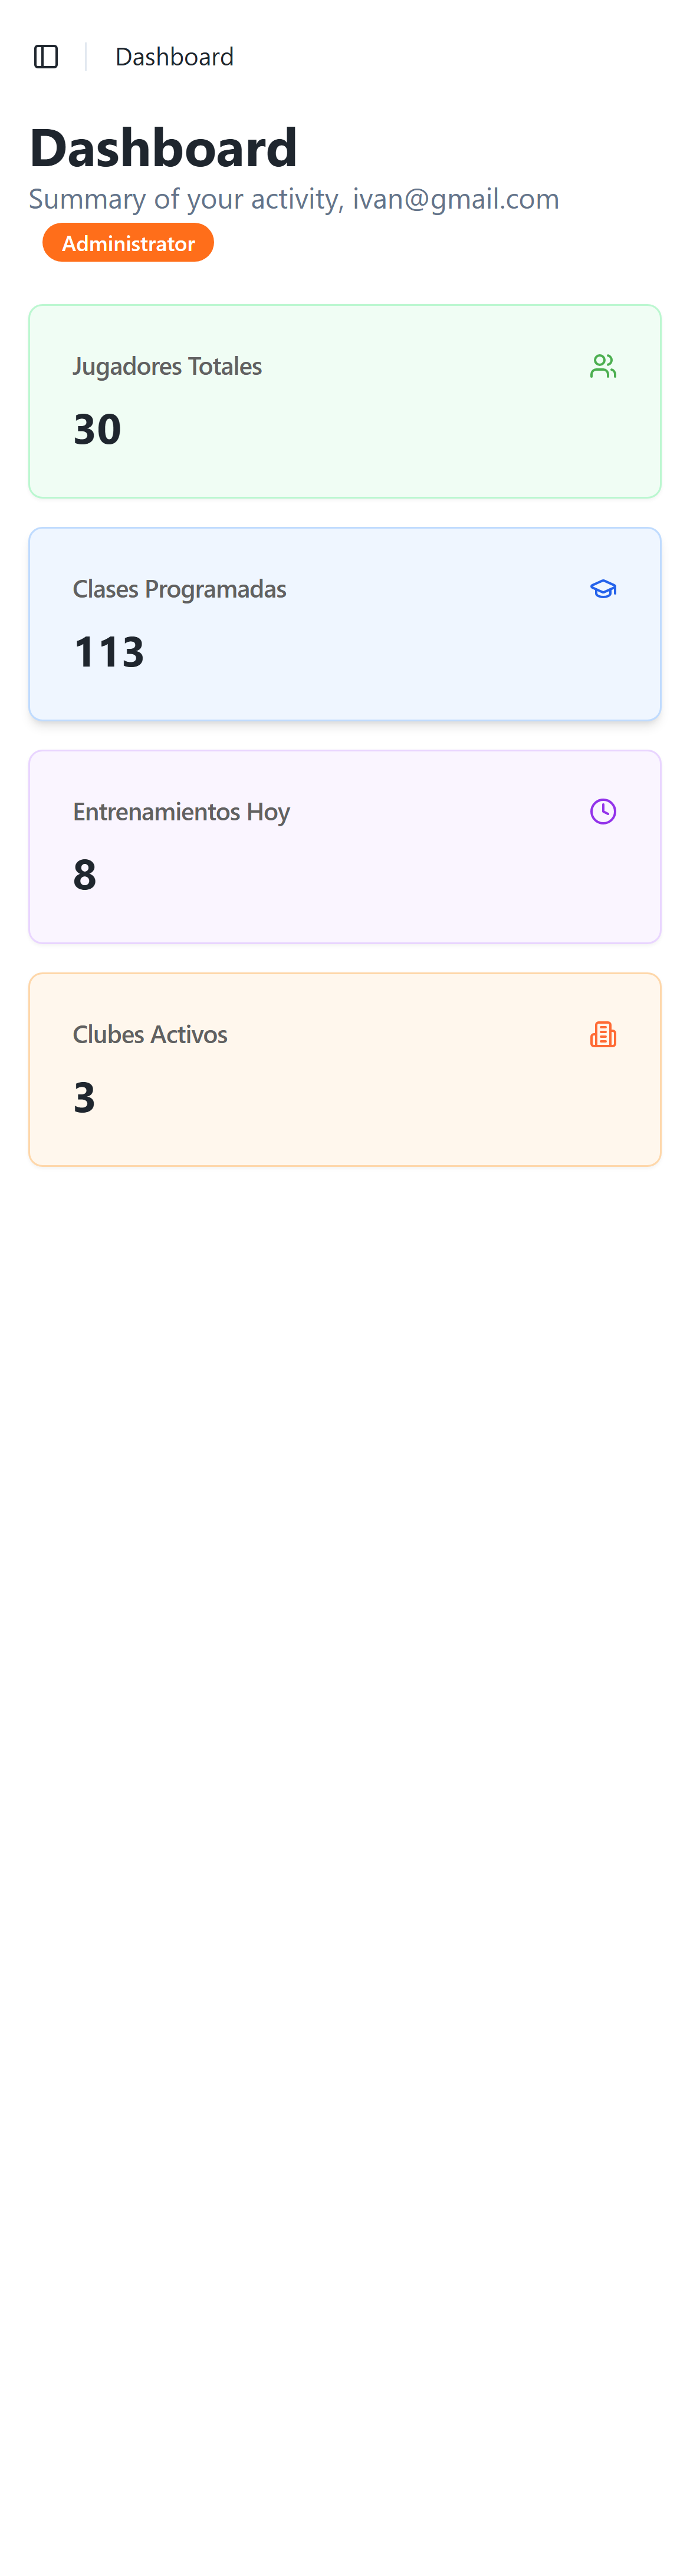 Dashboard
Dashboard
Summary of your activity, ivan@gmail.com
Administrator
Jugadores Totales
30
Clases Programadas
113
Entrenamientos Hoy
8
Clubes Activos
3